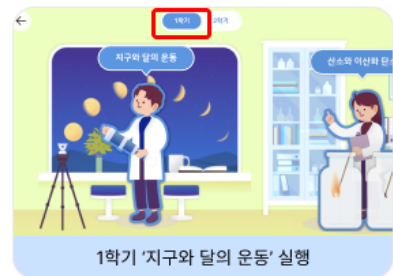 1학기 2학기
지구와 달의 운동
산소와 이산화 탄소
1학기 '지구와 달의 운동' 실행